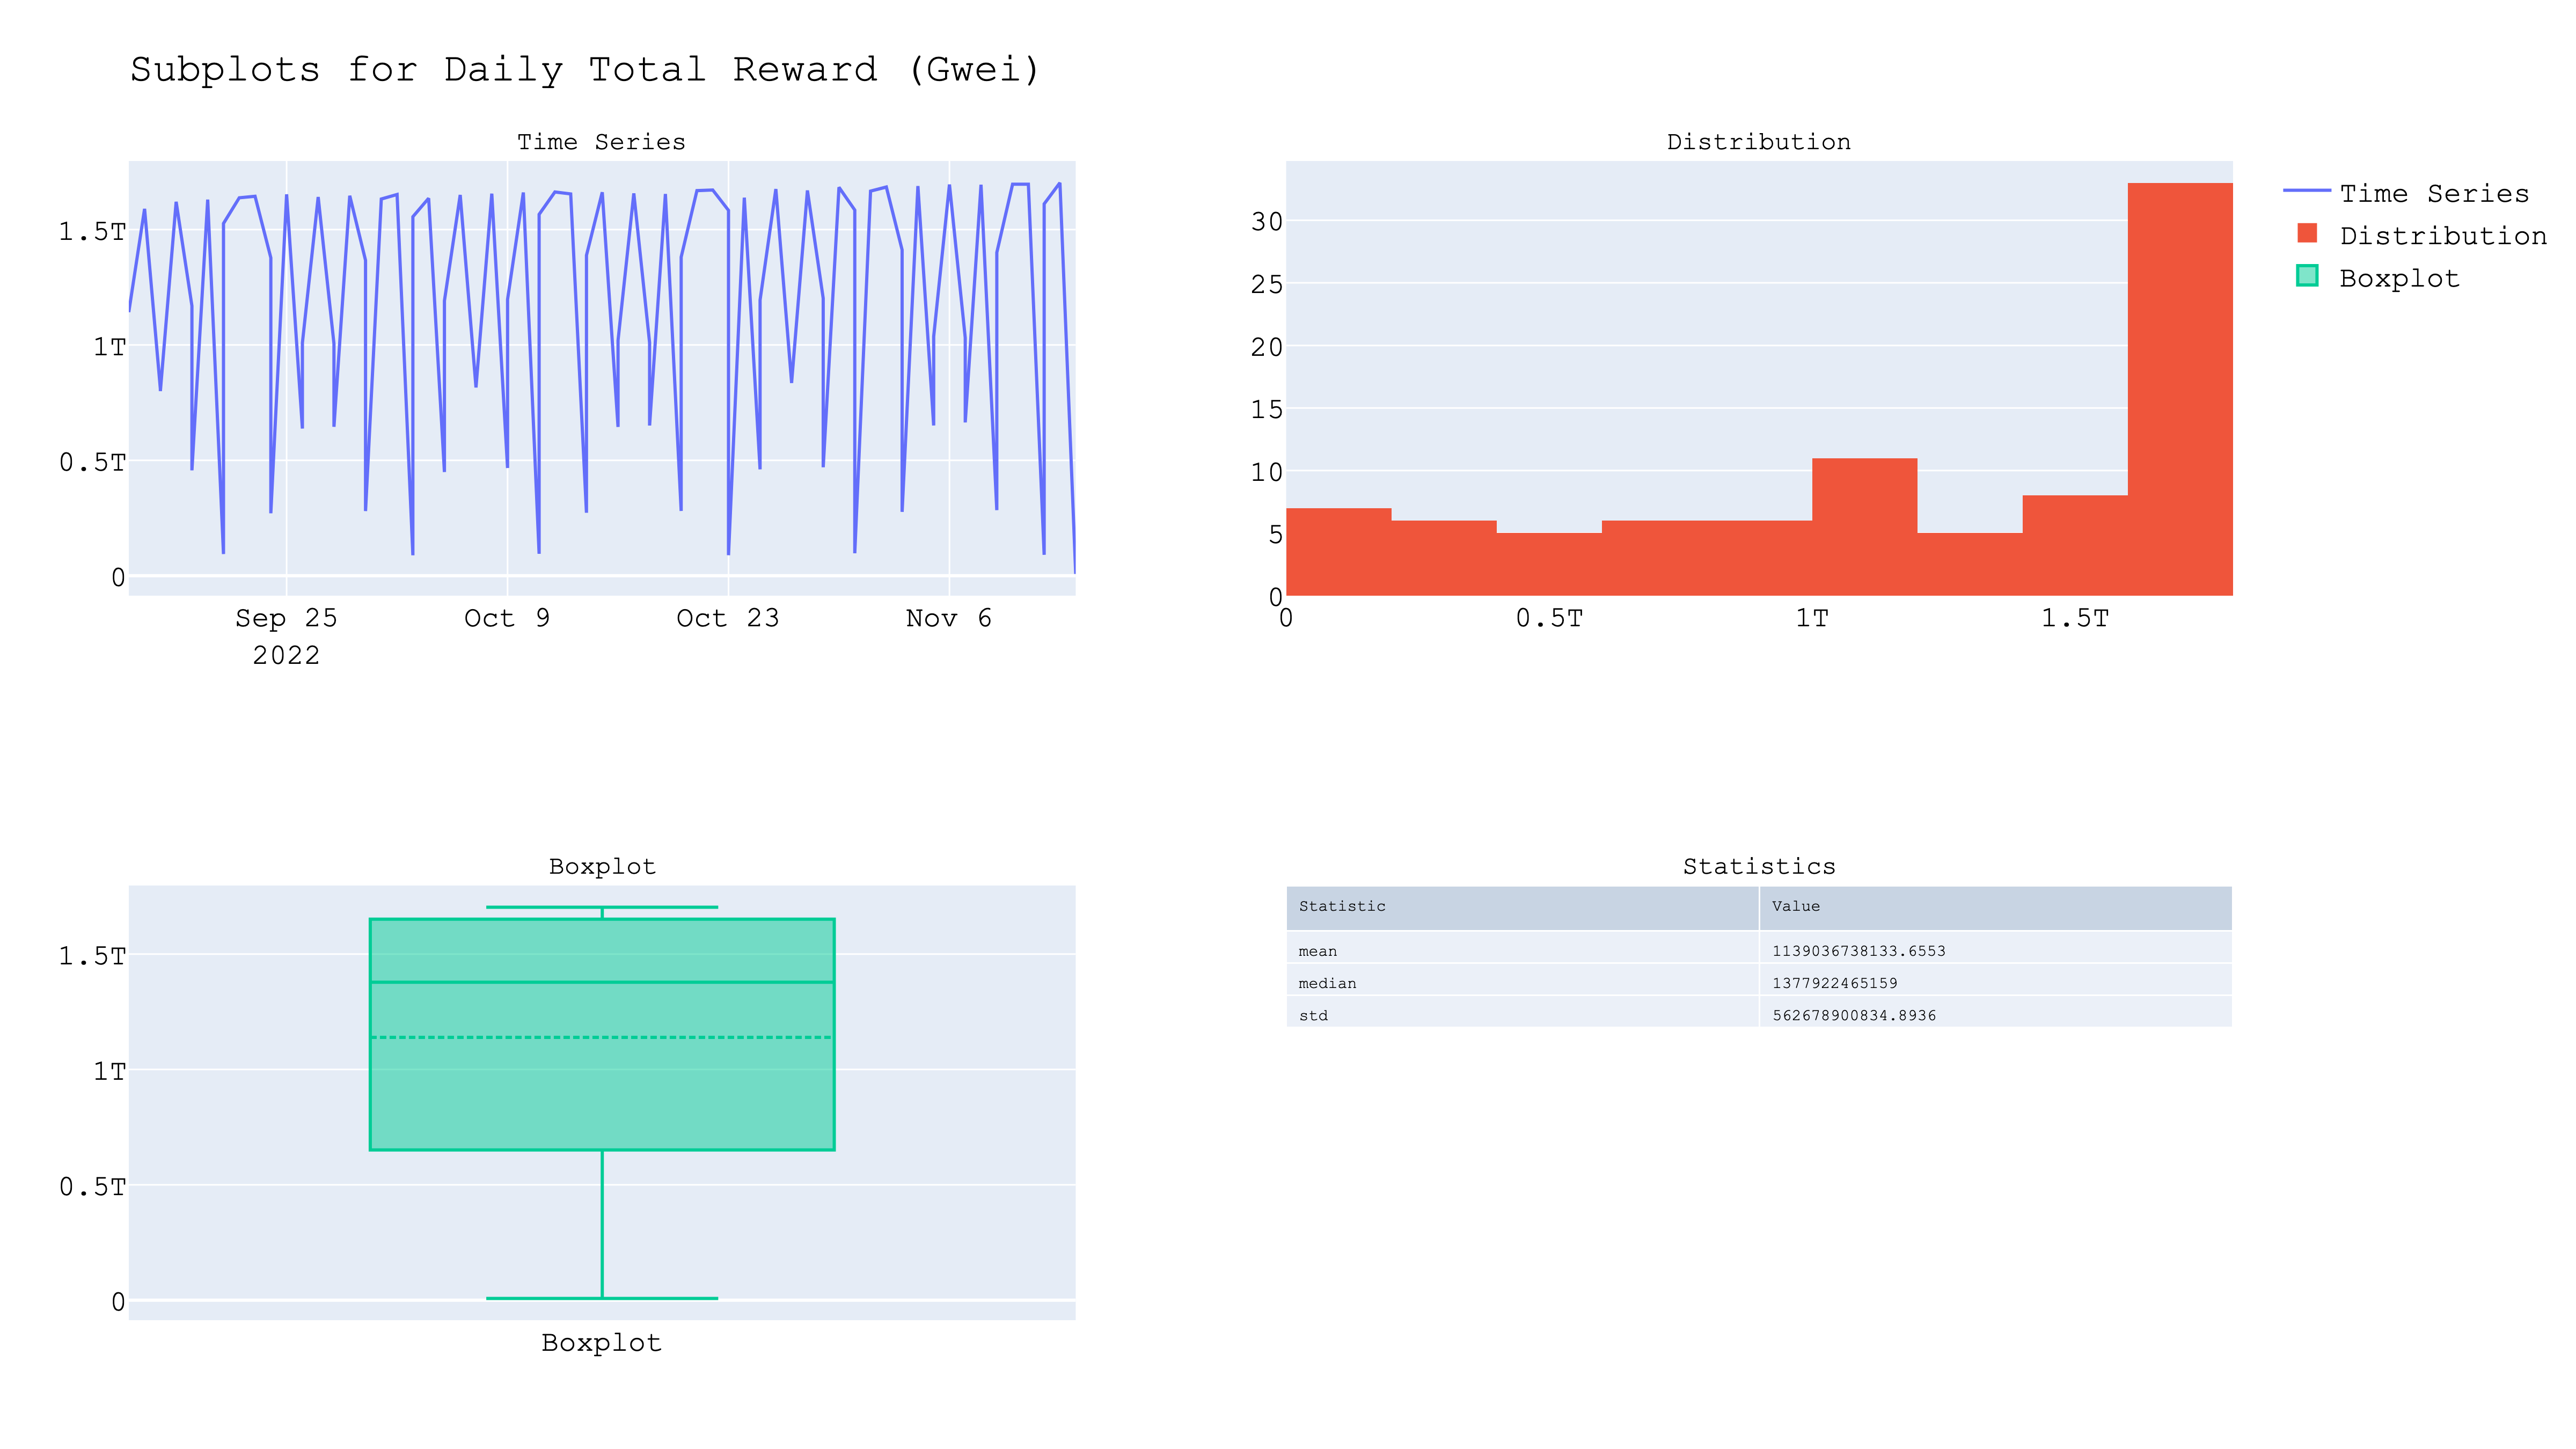 Subplots for Daily Total Reward (Gwei)
Time Series
1.5T
1T
0.5T
0
Sep 25
2022
Oct 9
Oct 23
Nov 6
Distribution
30
25
20
15
10
5
0
0
0.5T
1T
1.5T
Time Series
Distribution
Boxplot
Boxplot
1.5T
1T
0.5T
0
Boxplot
Statistics
Statistic Value
mean 1139036738133.6553
median 1377922465159
std 562678900834.8936